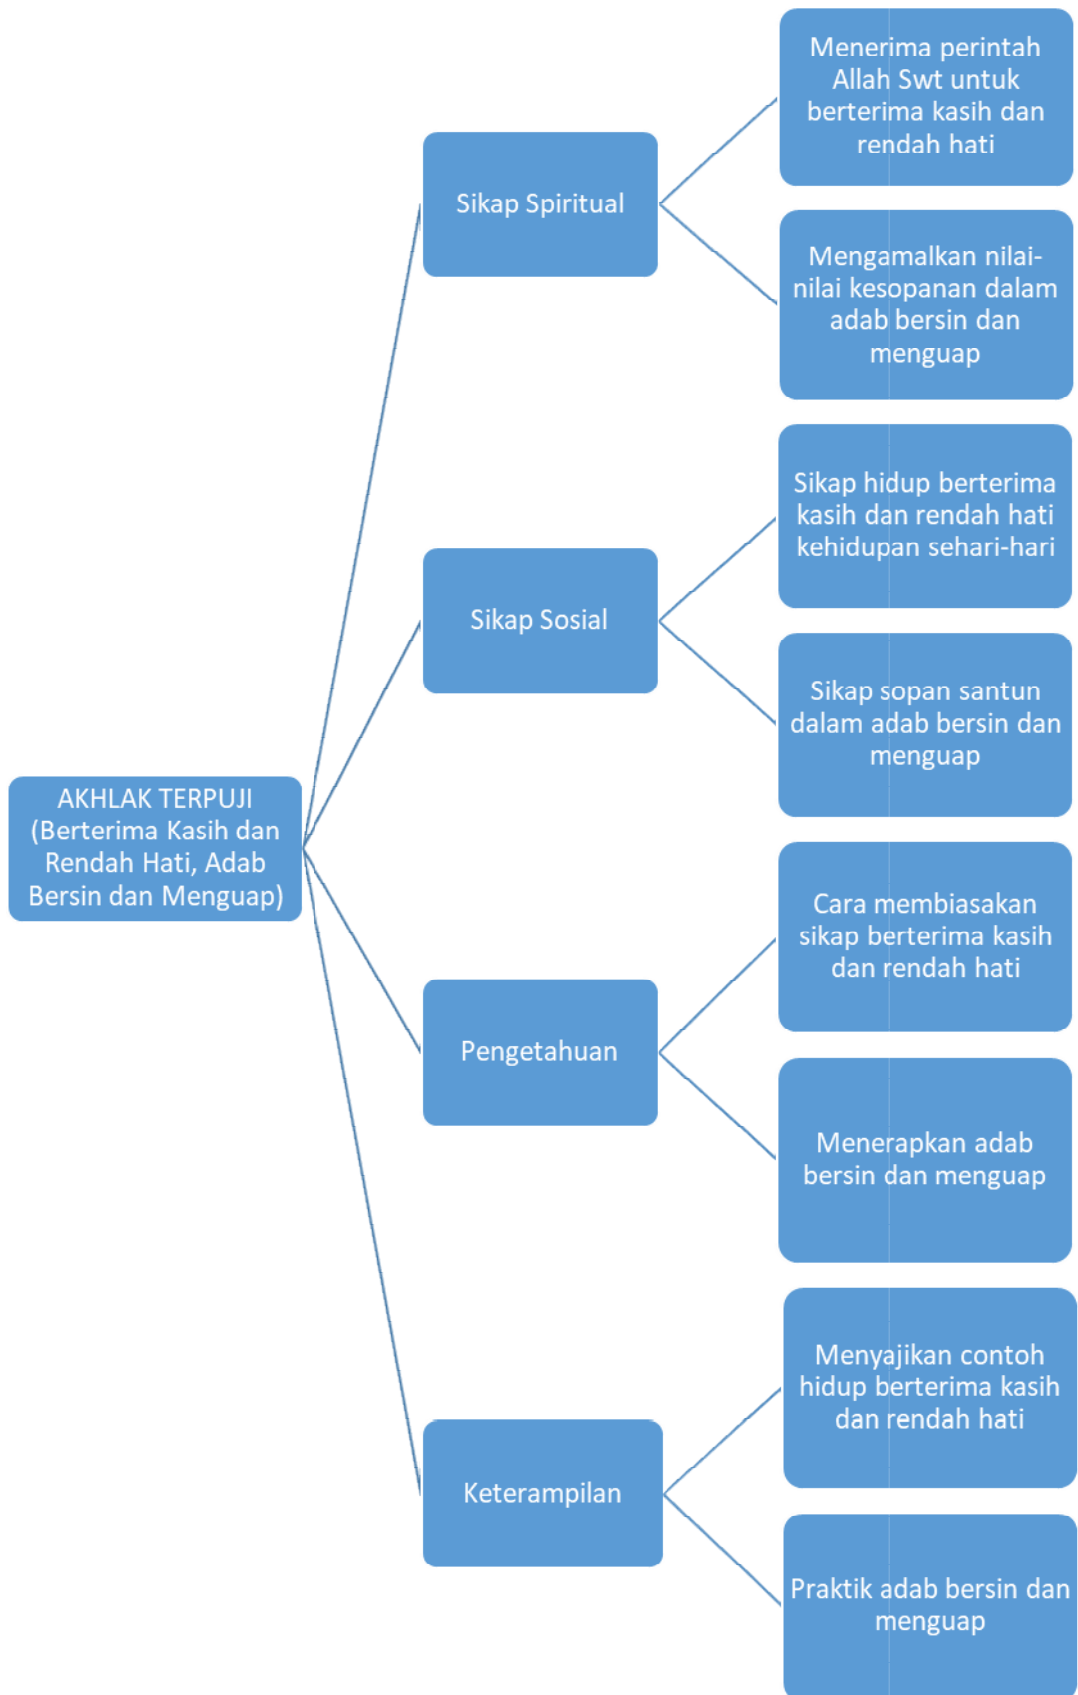 AKHLAK TERPUJI
(Berterima Kasih dan
Rendah Hati, Adab
Bersin dan Menguap)
Sikap Spiritual
Menerima perintah
Allah Swt untuk
berterima kasih dan
rendah hati
Mengamalkan nilai-
nilai kesopanan dalam
adab bersin dan
menguap
Sikap Sosial
Sikap hidup berterima
kasih dan rendah hati
kehidupan sehari-hari
Sikap sopan santun
dalam adab bersin dan
menguap
Pengetahuan
Cara membiasakan
sikap berterima kasih
dan rendah hati
Menerapkan adab
bersin dan menguap
Keterampilan
Menyajikan contoh
hidup berterima kasih
dan rendah hati
Praktik adab bersin dan
menguap